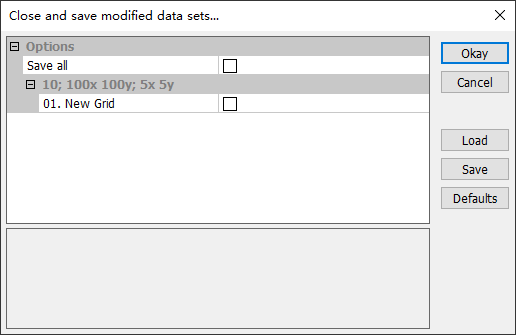 Close and save modified data sets...
Options
Save all
10; 100x 100y; 5x 5y
01. New Grid
Okay
Cancel
Load
Save
Defaults